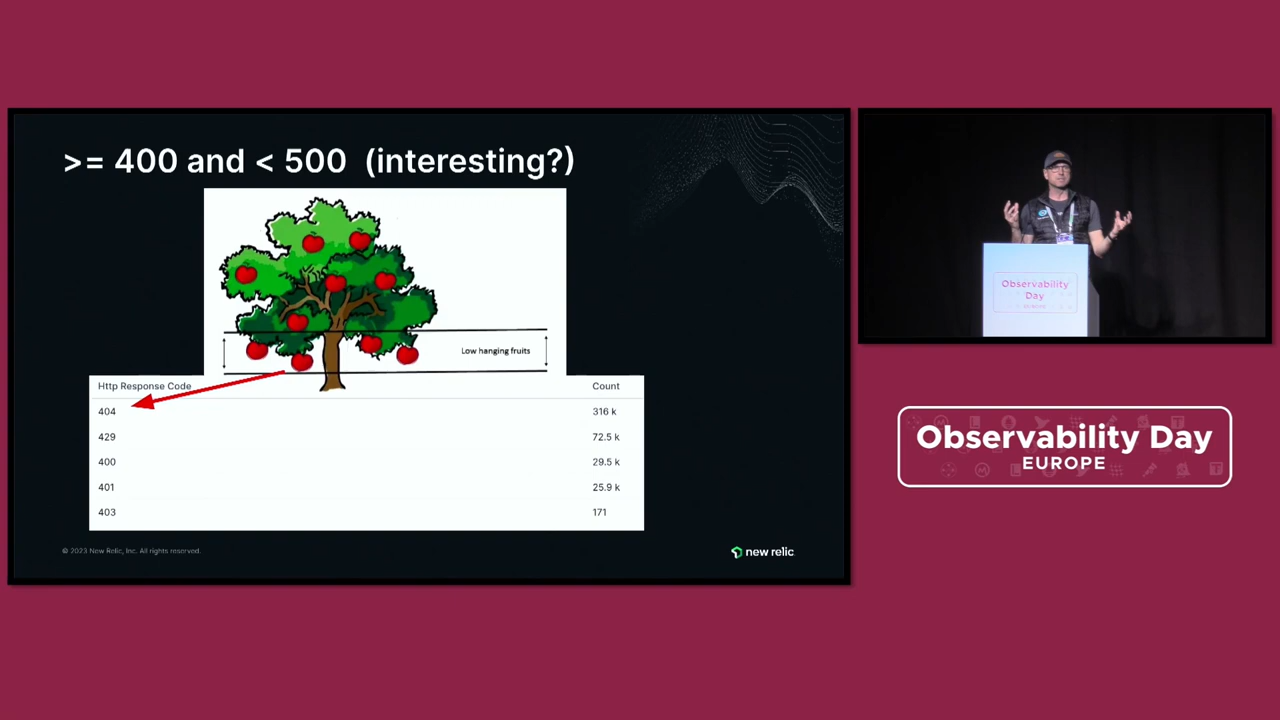 >= 400 and < 500 (interesting?)
Low hanging fruits
Http Response Code Count
404 316 k
429 72.5 k
400 29.5 k
401 25.9 k
403 171
© 2023 New Relic, Inc. All rights reserved.
new relic
Observability
Day
Observability Day
EUROPE